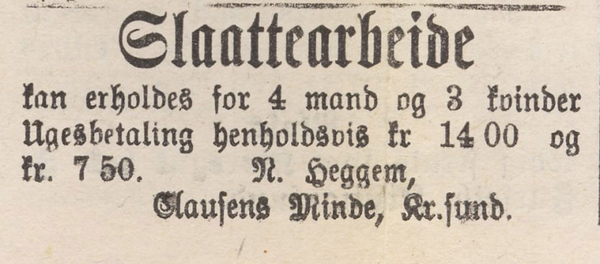 Slaattearbeide
kan erholdes for 4 mand og 3 kvinder
Ugesbetaling henholdsvis kr 14 00 og
kr. 7 50. N. Heggem,
Clausens Minde, Kr.sund.